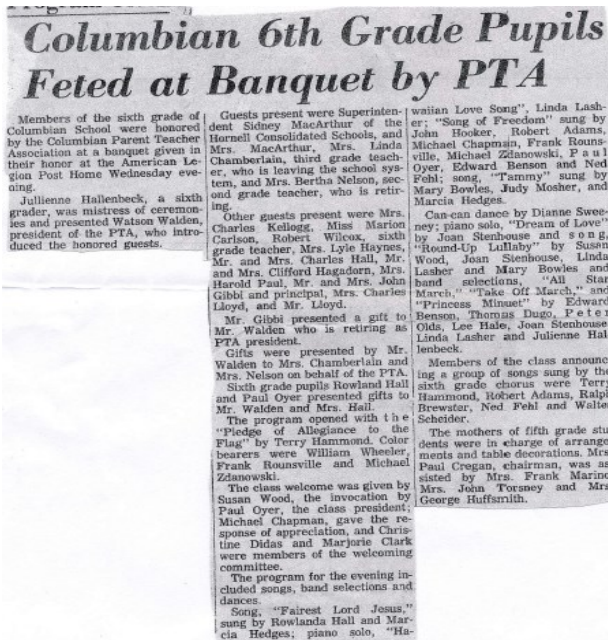 Columbian 6th Grade Pupils
Feted at Banquet by PTA
Members of the sixth grade of
Columbian School were honored
by the Columbian Parent Teacher
Association at a banquet given in
their honor at the American Le-
gion Post Home Wednesday eve-
ning.
Jullienne Hallenbeck, a sixth
grader, was mistress of ceremon-
ies and presented Watson Walden,
president of the PTA, who intro-
duced the honored guests.
Guests present were Superinten-
dent Sidney MacArthur of the
Hornell Consolidated Schools, and
Mrs. MacArthur, Mrs. Linda
Chamberlain, third grade teach-
er, who is leaving the school sys-
tem, and Mrs. Bertha Nelson, sec-
ond grade teacher, who is retir-
ing.
Other guests present were Mrs.
Charles Kellogg, Miss Marion
Carlson, Robert Wilcox, sixth
grade teacher, Mrs. Lyle Haynes,
Mr. and Mrs. Charles Hall, Mr.
and Mrs. Clifford Hagadorn, Mrs.
Harold Paul, Mr. and Mrs. John
Gibbi and principal, Mrs. Charles
Lloyd, and Mr. Lloyd.
Mr. Gibbi presented a gift to
Mr. Walden who is retiring as
PTA president.
Gifts were presented by Mr.
Walden to Mrs. Chamberlain and
Mrs. Nelson on behalf of the PTA.
Sixth grade pupils Rowland Hall
and Paul Oyer presented gifts to
Mr. Walden and Mrs. Hall.
The program opened with the
"Pledge of Allegiance to the
Flag" by Terry Hammond. Color
bearers were William Wheeler,
Frank Rounsville and Michael
Zdanowski.
The class welcome was given by
Susan Wood, the invocation by
Paul Oyer, the class president;
Michael Chapman, gave the re-
sponse of appreciation, and Chris-
tine Didas and Marjorie Clark
were members of the welcoming
committee.
The program for the evening in-
cluded songs, band selections and
dances.
Song, "Fairest Lord Jesus,"
sung by Rowlanda Hall and Mar-
cia Hedges; piano solo, "Ha-
waiian Love Song", Linda Lash-
er; "Song of Freedom" sung by
John Hooker, Robert Adams,
Michael Chapmain, Frank Rouns-
ville, Michael Zdanowski, Paul
Oyer, Edward Benson and Ned
Fehl; song, "Tammy" sung by
Mary Bowles, Judy Mosher, and
Marcia Hedges.
Can-can dance by Dianne Swee-
ney; piano solo, "Dream of Love"
by Joan Stenhouse and song,
"Round-Up Lullaby" by Susan
Wood, Joan Stenhouse, Linda
Lasher and Mary Bowles and
band selections, "All Star
March," "Take Off March," and
"Princess Minuet" by Edward
Benson, Thomas Dugo, Peter
Olds, Lee Hale, Joan Stenhouse,
Linda Lasher and Julienne Hal
lenbeck.
Members of the class announc
ing a group of songs sung by the
sixth grade chorus were Terry
Hammond, Robert Adams, Ralph
Brewster, Ned Fehl and Walte
Scheider.
The mothers of fifth grade stu
dents were in charge of arrange
ments and table decorations. Mrs
Paul Cregan, chairman, was as
sisted by Mrs. Frank Marino
Mrs. John Torsney and Mrs
George Huffsmith.